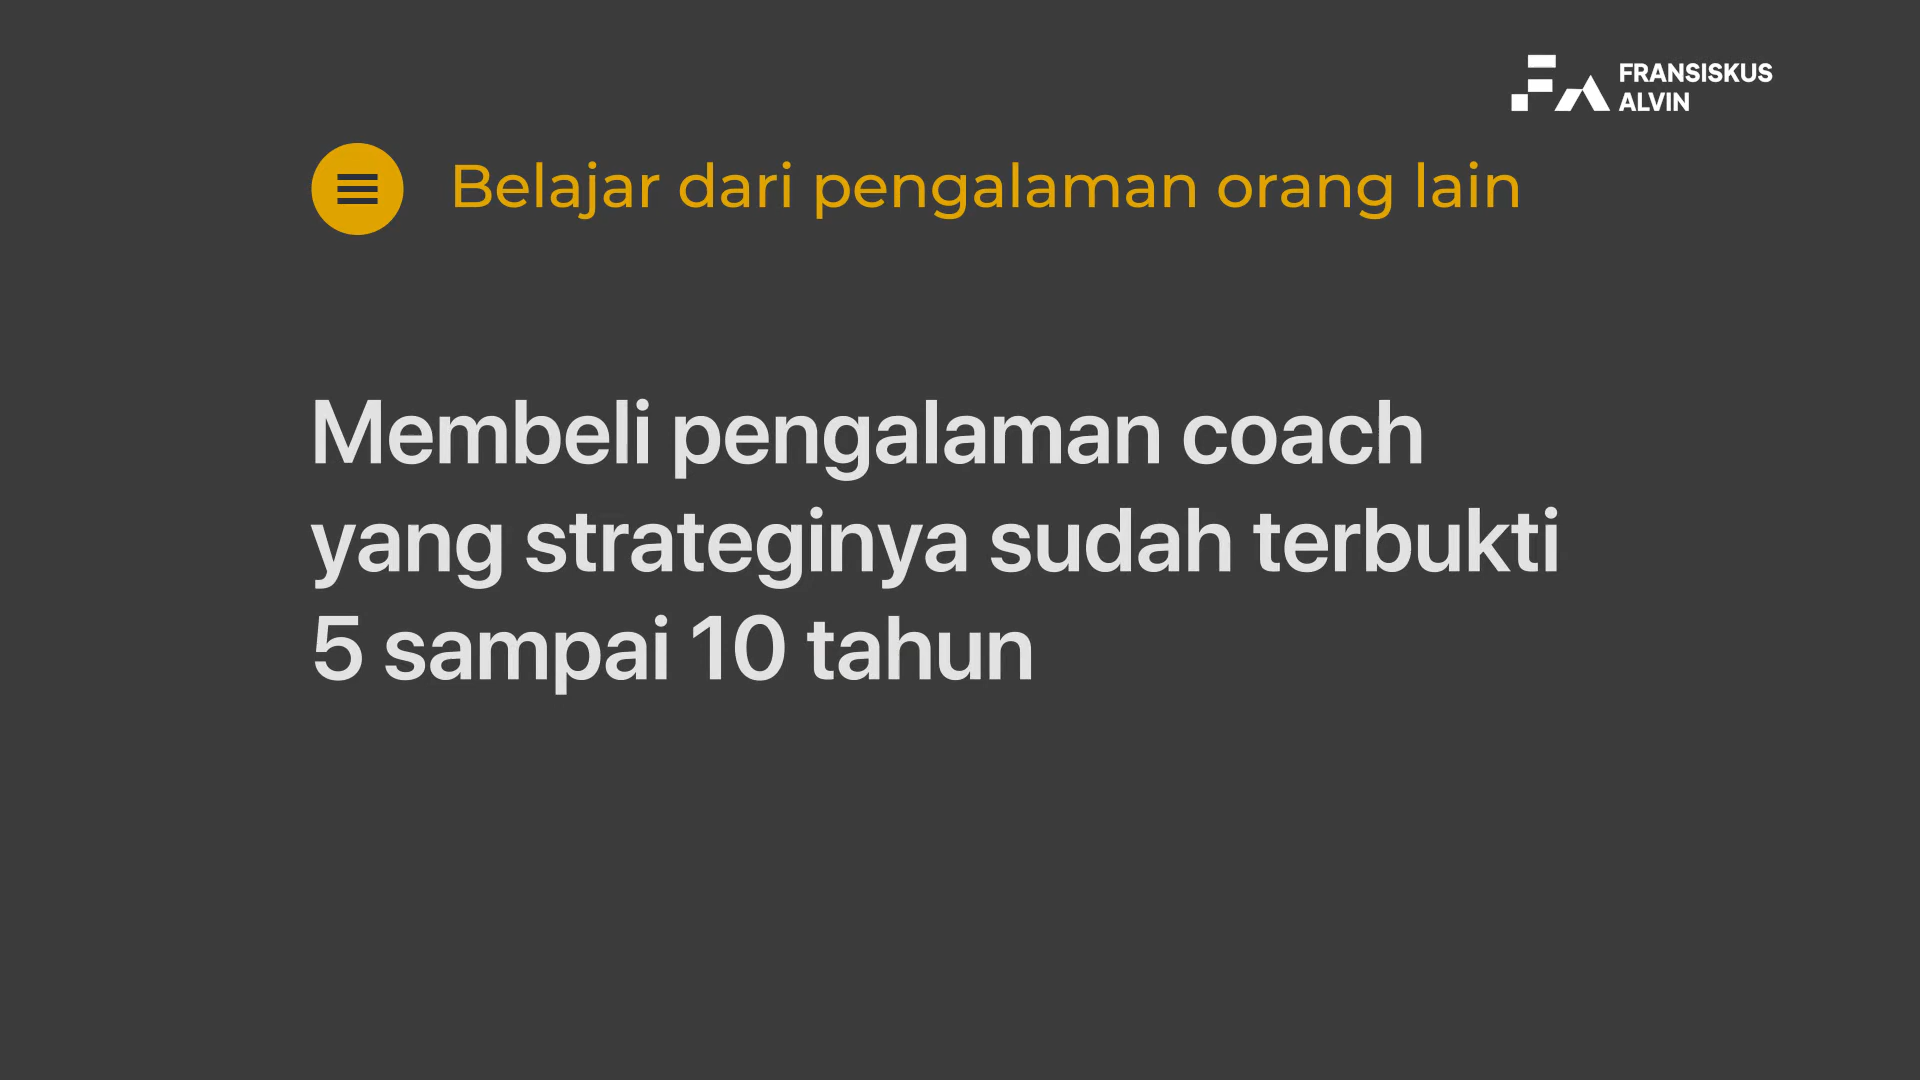 FRANSISKUS
ALVIN
Belajar dari pengalaman orang lain
Membeli pengalaman coach
yang strateginya sudah terbukti
5 sampai 10 tahun